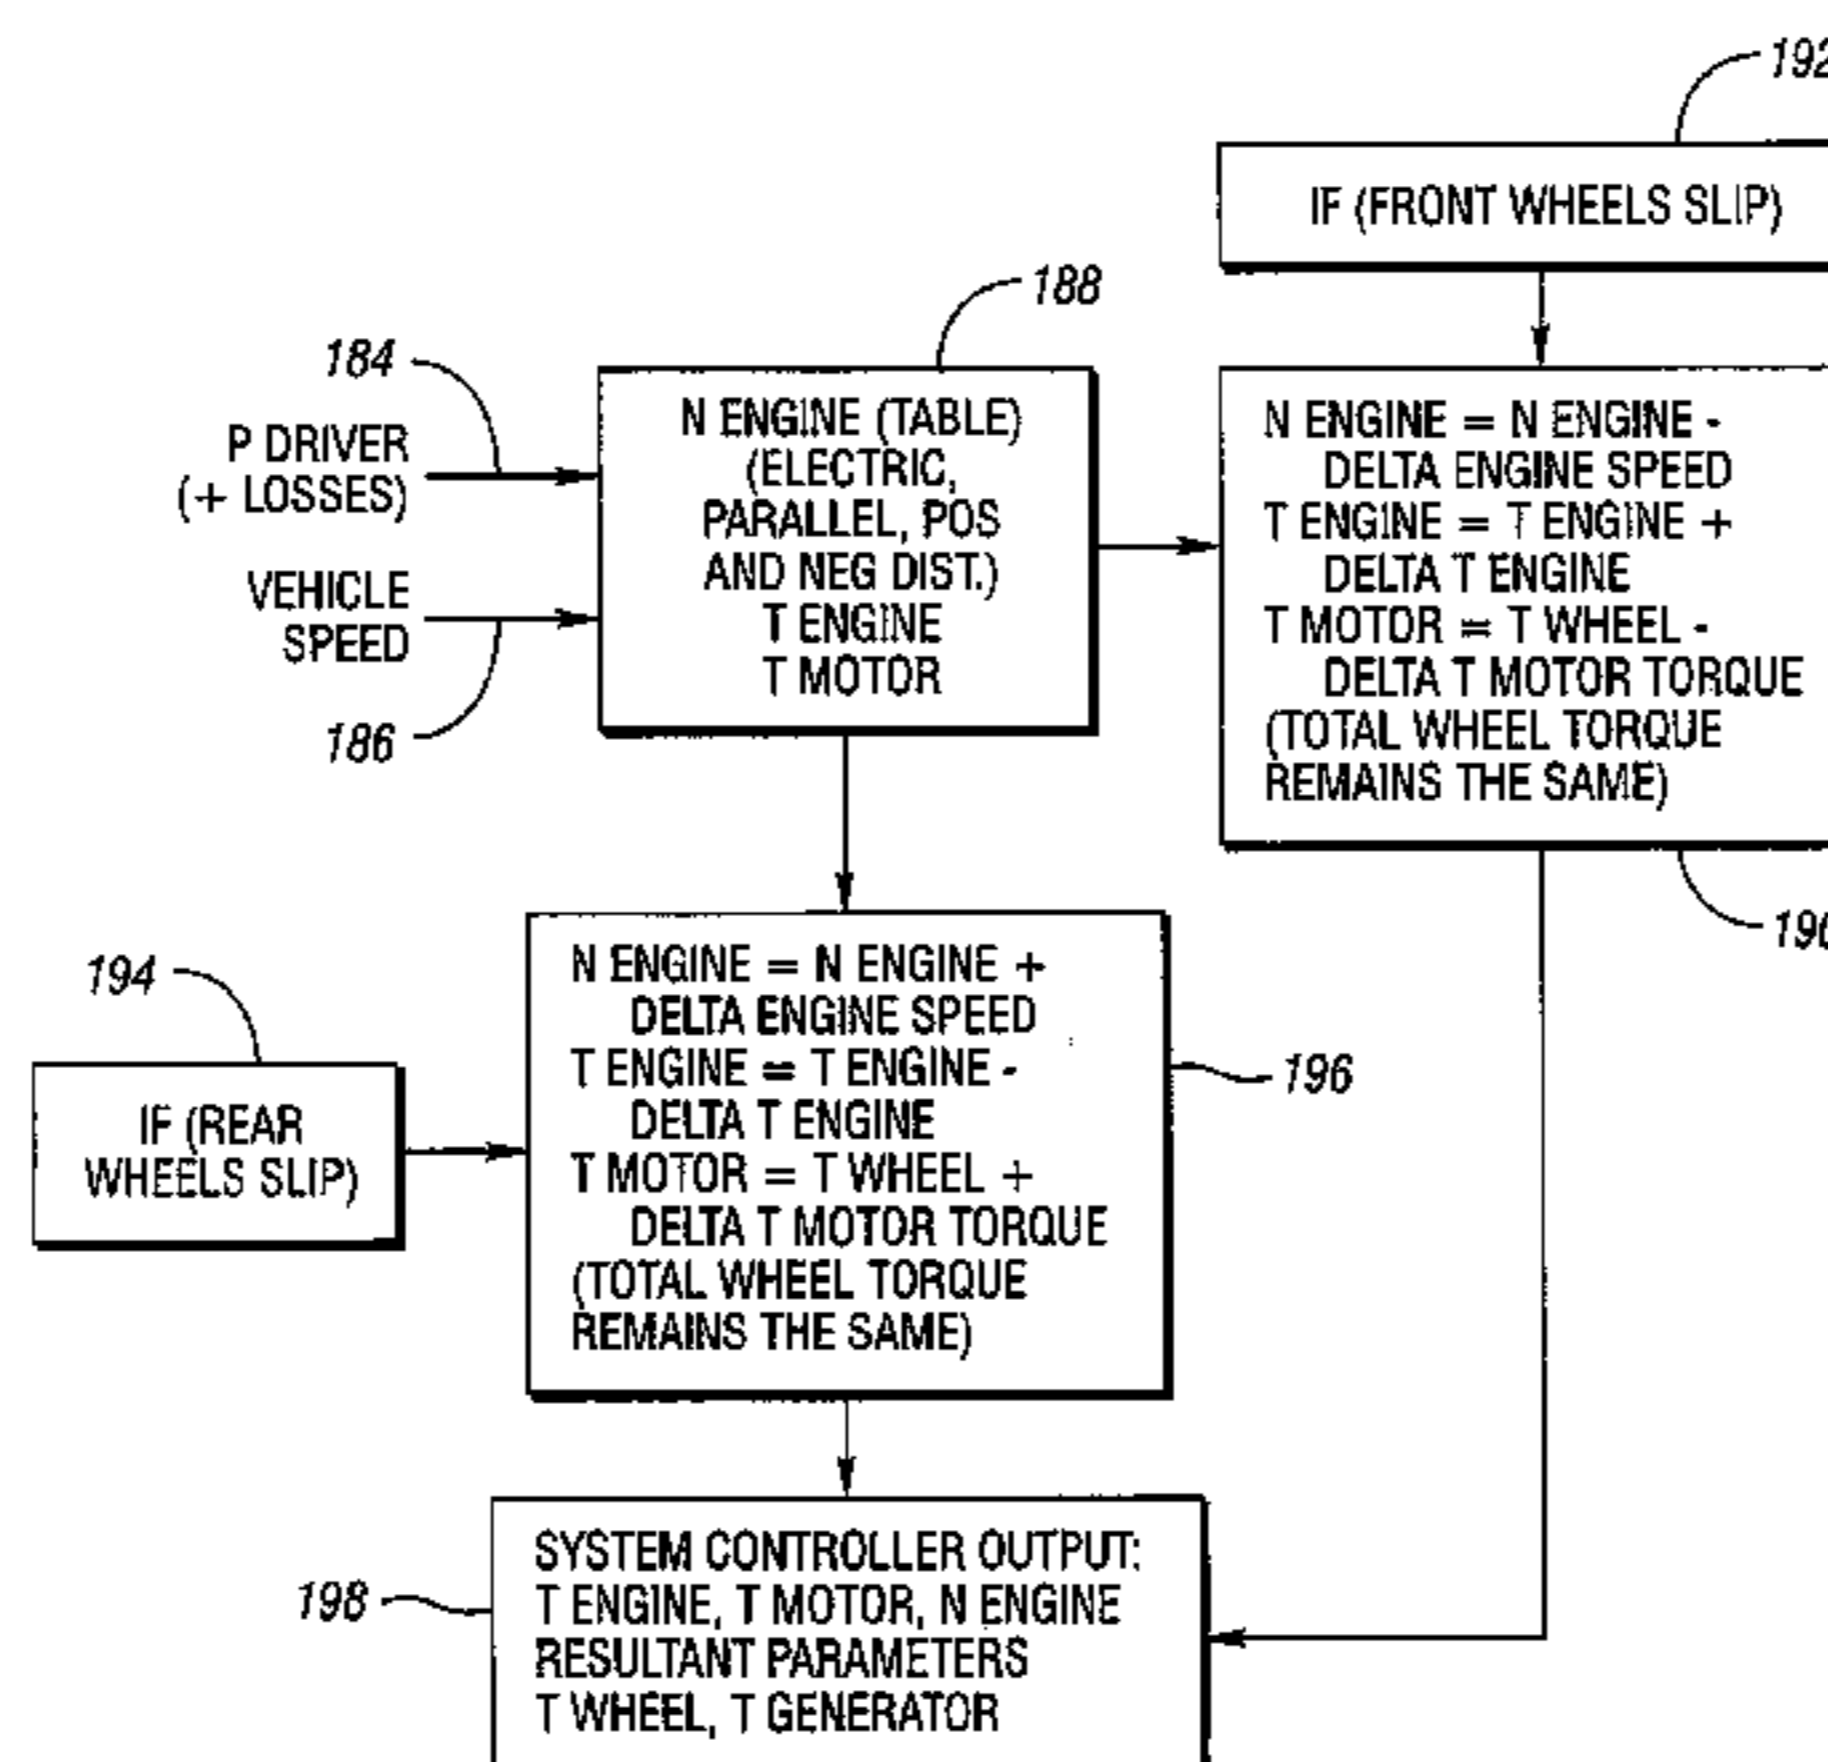 192
IF (FRONT WHEELS SLIP)
188
184
P DRIVER
(+ LOSSES)
VEHICLE
SPEED
186
N ENGINE (TABLE)
(ELECTRIC,
PARALLEL, POS
AND NEG DIST.)
T ENGINE
T MOTOR
N ENGINE = N ENGINE -
DELTA ENGINE SPEED
T ENGINE = T ENGINE +
DELTA T ENGINE
T MOTOR = T WHEEL -
DELTA T MOTOR TORQUE
(TOTAL WHEEL TORQUE
REMAINS THE SAME)
194
IF (REAR
WHEELS SLIP)
N ENGINE = N ENGINE +
DELTA ENGINE SPEED
T ENGINE = T ENGINE -
DELTA T ENGINE
T MOTOR = T WHEEL +
DELTA T MOTOR TORQUE
(TOTAL WHEEL TORQUE
REMAINS THE SAME)
196
198
SYSTEM CONTROLLER OUTPUT:
T ENGINE, T MOTOR, N ENGINE
RESULTANT PARAMETERS
T WHEEL, T GENERATOR